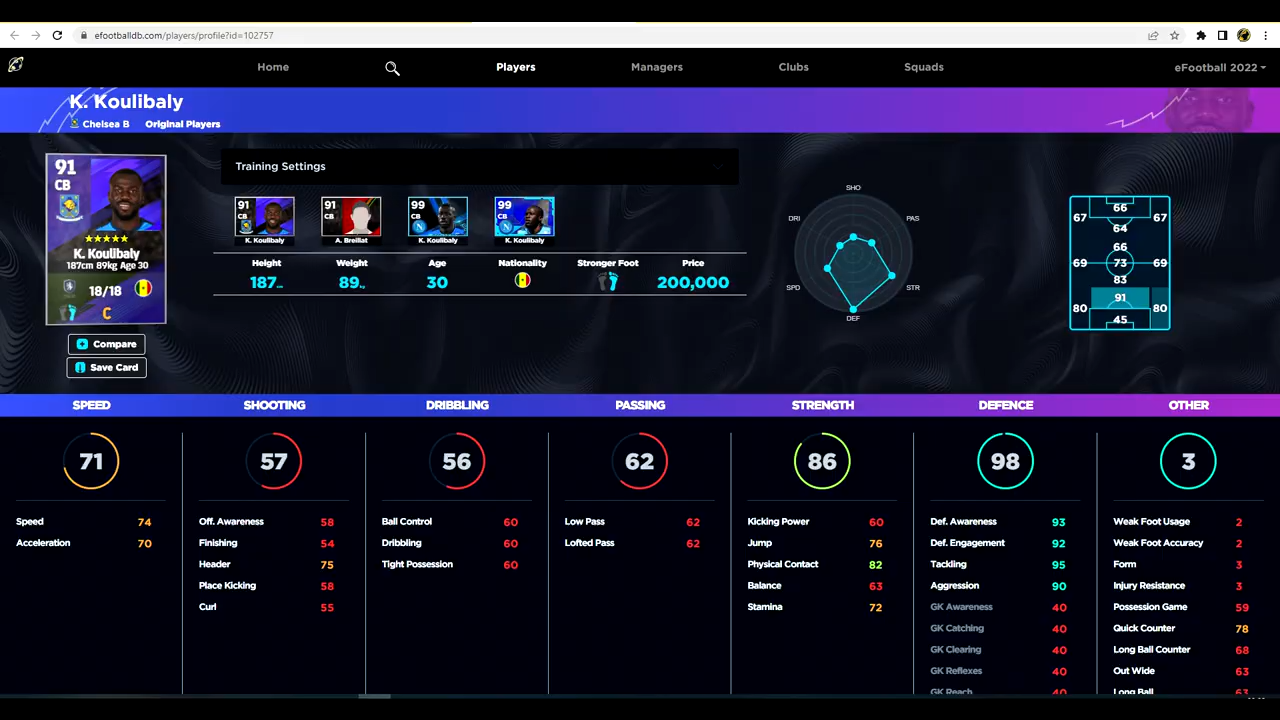 efootballdb.com/players/profile?id=102757
Home
Players
Managers
Clubs
Squads
eFootball 2022
K. Koulibaly
Chelsea B
Original Players
91
CB
K. Koulibaly
187cm 89kg Age 30
18/18
C
Compare
Save Card
Training Settings
91
CB
K. Koulibaly
91
CB
A. Breillat
99
CB
K. Koulibaly
99
CB
K. Koulibaly
Height
Weight
Age
Nationality
Stronger Foot
Price
187
89
30
200,000
SHO
DRI
PAS
SPD
STR
DEF
66
67
67
64
66
69
73
69
83
91
80
80
45
SPEED
SHOOTING
DRIBBLING
PASSING
STRENGTH
DEFENCE
OTHER
71
57
56
62
86
98
3
Speed 74
Acceleration 70
Off. Awareness 58
Finishing 54
Header 75
Place Kicking 58
Curl 55
Ball Control 60
Dribbling 60
Tight Possession 60
Low Pass 62
Lofted Pass 62
Kicking Power 60
Jump 76
Physical Contact 82
Balance 63
Stamina 72
Def. Awareness 93
Def. Engagement 92
Tackling 95
Aggression 90
GK Awareness 40
GK Catching 40
GK Clearing 40
GK Reflexes 40
GK Reach 40
Weak Foot Usage 2
Weak Foot Accuracy 2
Form 3
Injury Resistance 3
Possession Game 59
Quick Counter 78
Long Ball Counter 68
Out Wide 63
Long Ball 63